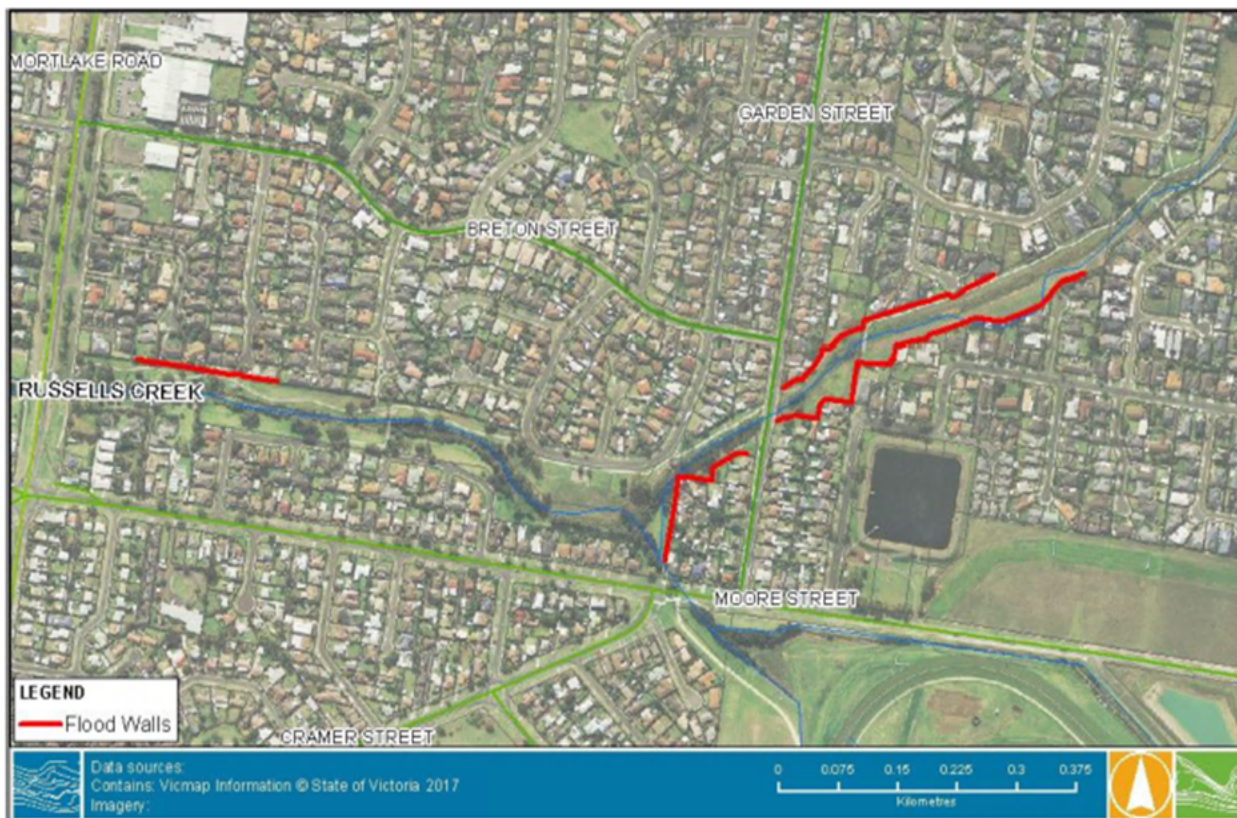 MORTLAKE ROAD
GARDEN STREET
BRETON STREET
RUSSELLS CREEK
MOORE STREET
LEGEND
Flood Walls
CRAMER STREET
Data sources:
Contains: Vicmap Information © State of Victoria 2017
Imagery:
0 0.075 0.15 0.225 0.3 0.375
Kilometres